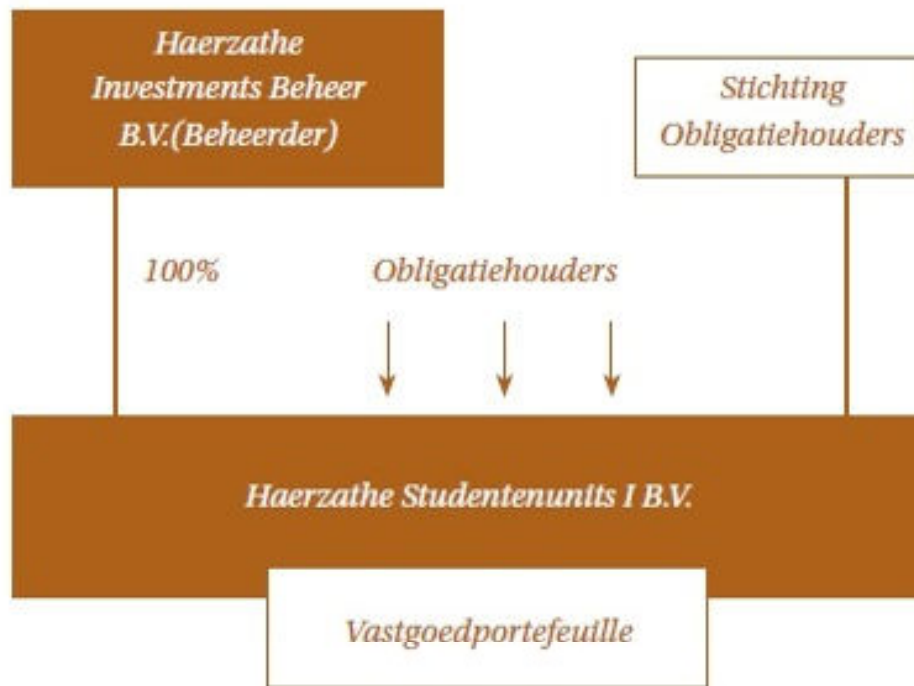 Haerzathe
Investments Beheer
B.V.(Beheerder)
Stichting
Obligatiehouders
100%
Obligatiehouders
Haerzathe Studentenunits I B.V.
Vastgoedportefeuille